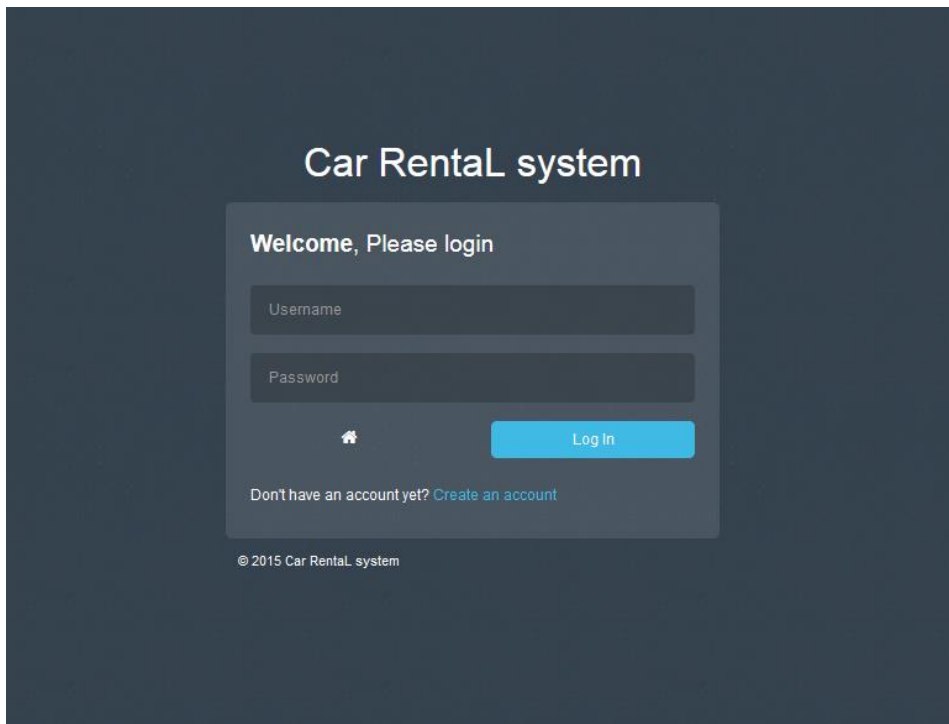 Car RentaL system
Welcome, Please login
Username
Password
Log In
Don't have an account yet? Create an account
© 2015 Car RentaL system